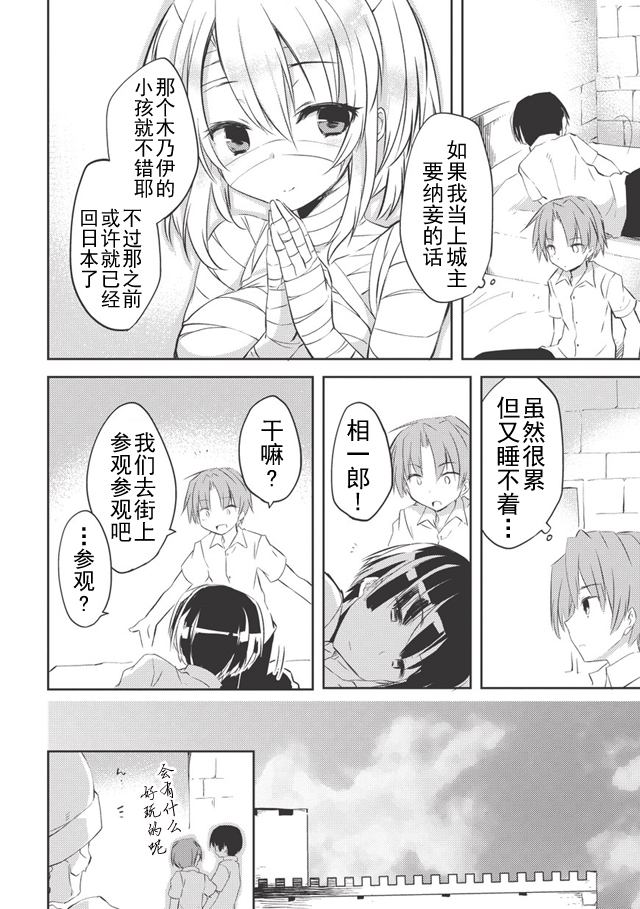 如果我当上城主
要纳妾的话
那个木乃伊的
小孩就不错耶
不过那之前
或许就已经
回日本了
虽然很累
但又睡不着…
相一郎！
干嘛？
我们去街上
参观参观吧
…参观？
会有什么
好玩的呢